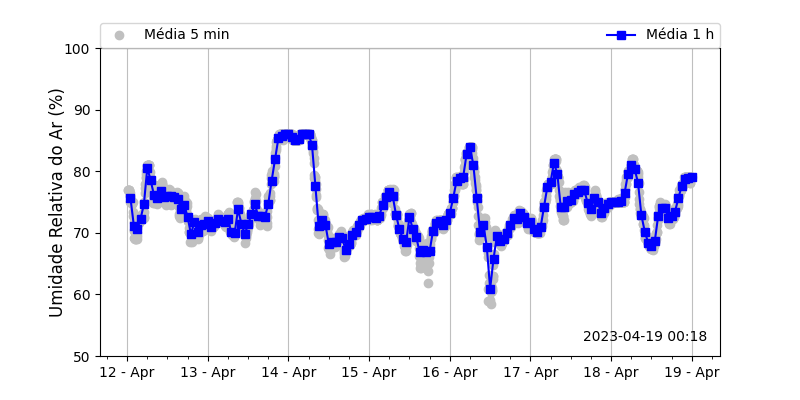 Média 5 min
Média 1 h
Umidade Relativa do Ar (%)
100
90
80
70
60
50
2023-04-19 00:18
12 - Apr
13 - Apr
14 - Apr
15 - Apr
16 - Apr
17 - Apr
18 - Apr
19 - Apr